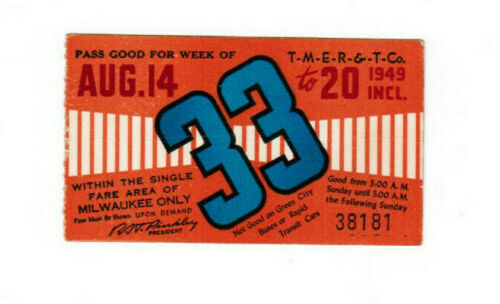 PASS GOOD FOR WEEK OF
T-M-E-R-&-T-Co.
AUG. 14
to 20 1949 INCL.
33
WITHIN THE SINGLE
FARE AREA OF
MILWAUKEE ONLY
Pass Must Be Shown UPON DEMAND
PRESIDENT
Not Good on Green City
Buses or Rapid
Transit Cars
Good from 5:00 A.M.
Sunday until 5:00 A.M.
the Following Sunday
38181